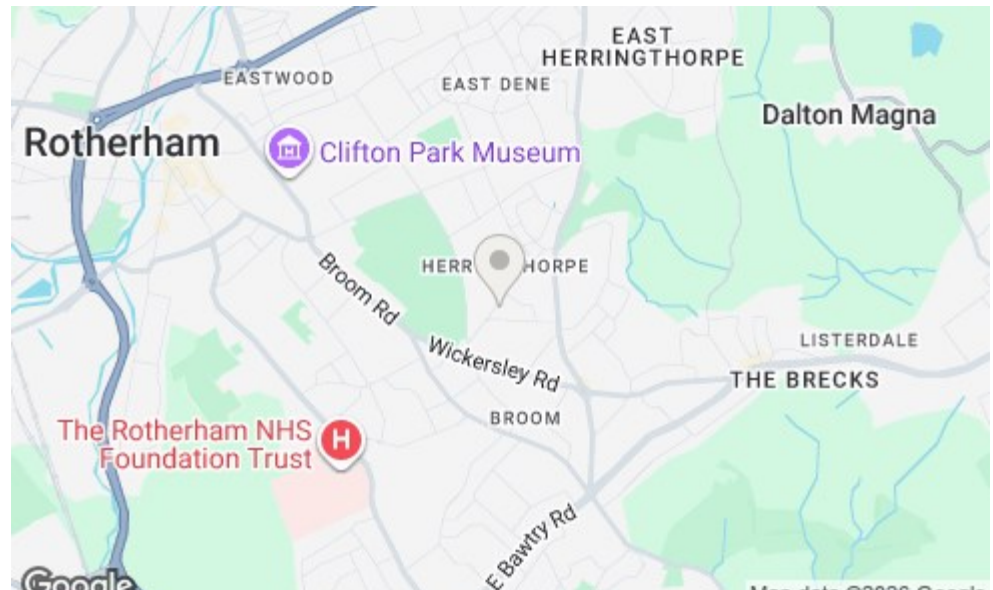 EAST
HERRINGTHORPE
EASTWOOD
EAST DENE
Dalton Magna
Rotherham
Clifton Park Museum
HERR HORPE
Broom Rd
LISTERDALE
Wickersley Rd
THE BRECKS
BROOM
The Rotherham NHS
Foundation Trust
H
E Bawtry Rd
Google